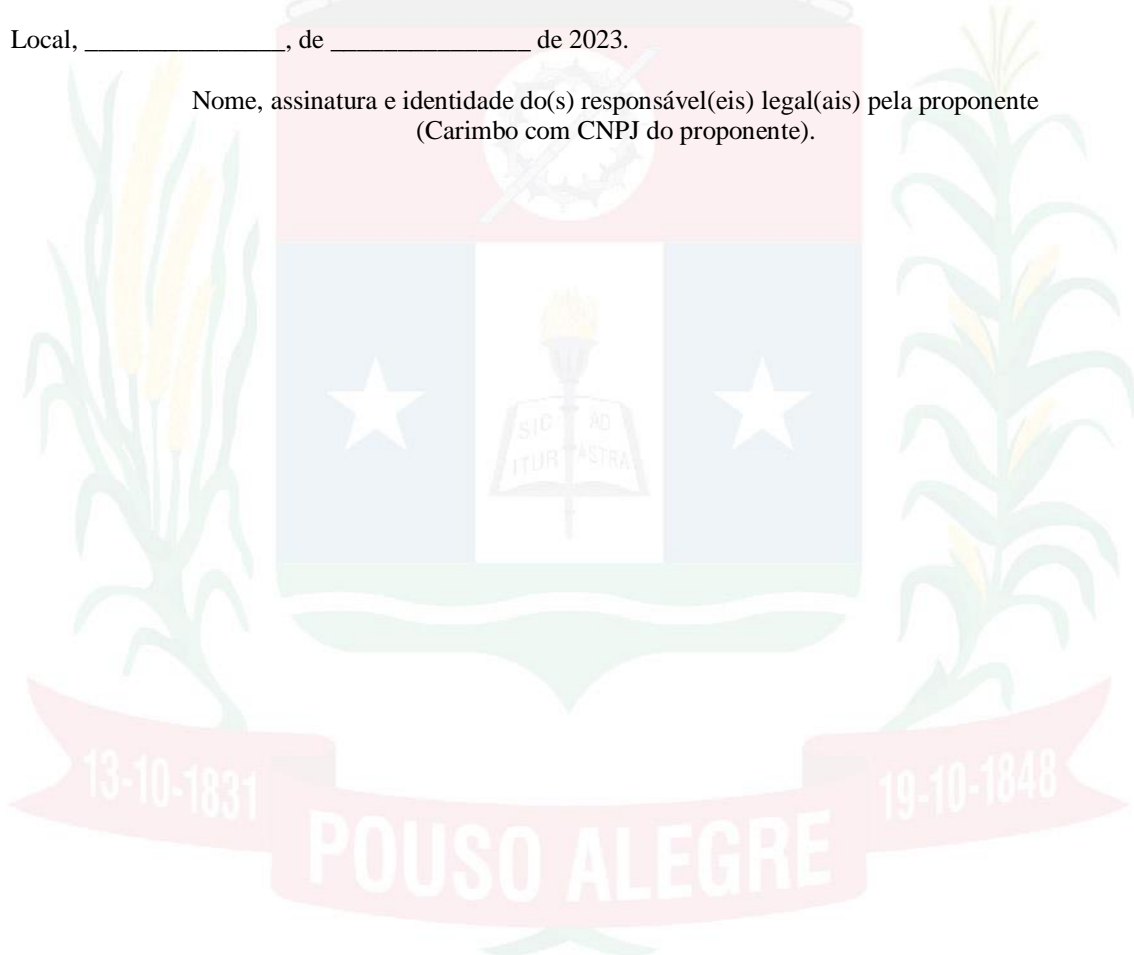 Local, _______________, de _______________ de 2023.
Nome, assinatura e identidade do(s) responsável(eis) legal(ais) pela proponente
(Carimbo com CNPJ do proponente).
SIC AD
ITUR ASTRA
13-10-1831
19-10-1848
POUSO ALEGRE